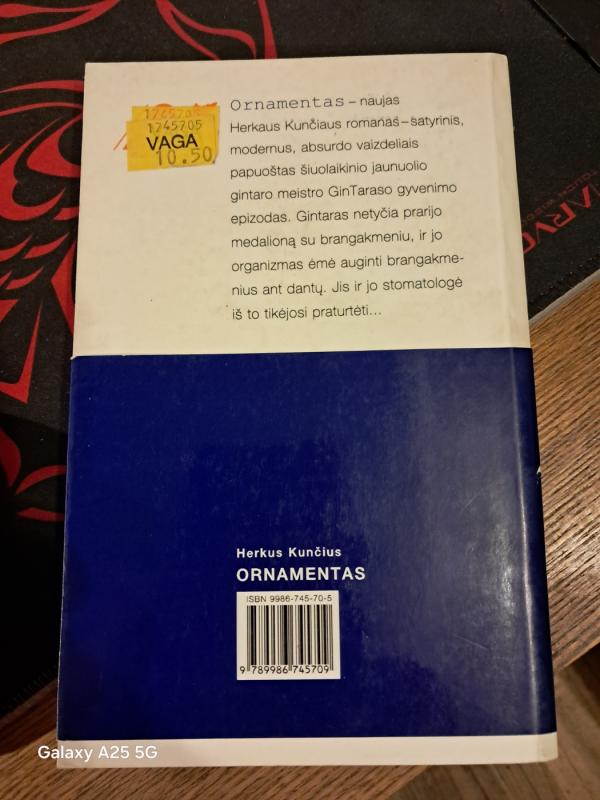 1745705
VAGA
10.50
Ornamentas – naujas
Herkaus Kunčiaus romanas – satyrinis,
modernus, absurdo vaizdeliais
papuoštas šiuolaikinio jaunuolio
gintaro meistro GinTaraso gyvenimo
epizodas. Gintaras netyčia prarijo
medalioną su brangakmeniu, ir jo
organizmas ėmė auginti brangakme-
nius ant dantų. Jis ir jo stomatologė
iš to tikėjosi praturtėti...
Herkus Kunčius
ORNAMENTAS
ISBN 9986-745-70-5
9 789986 745709
Galaxy A25 5G